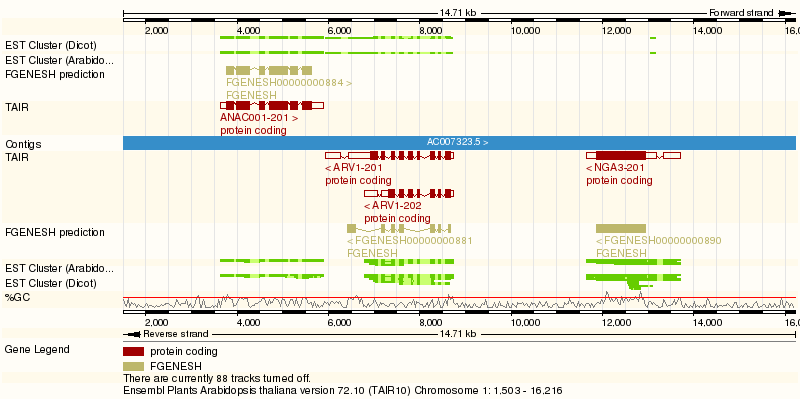 14.71 kb Forward strand
2,000 4,000 6,000 8,000 10,000 12,000 14,000 16,0
EST Cluster (Dicot)
EST Cluster (Arabido...
FGENESH prediction
FGENESH00000000884 >
FGENESH
TAIR
ANAC001-201 >
protein coding
Contigs
AC007323.5 >
TAIR
< ARV1-201 < NGA3-201
protein coding protein coding
< ARV1-202
protein coding
FGENESH prediction
< FGENESH00000000881 < FGENESH00000000890
FGENESH FGENESH
EST Cluster (Arabido...
EST Cluster (Dicot)
%GC
2,000 4,000 6,000 8,000 10,000 12,000 14,000 16,0
Reverse strand 14.71 kb
Gene Legend protein coding
FGENESH
There are currently 88 tracks turned off.
Ensembl Plants Arabidopsis thaliana version 72.10 (TAIR10) Chromosome 1: 1,503 - 16,216